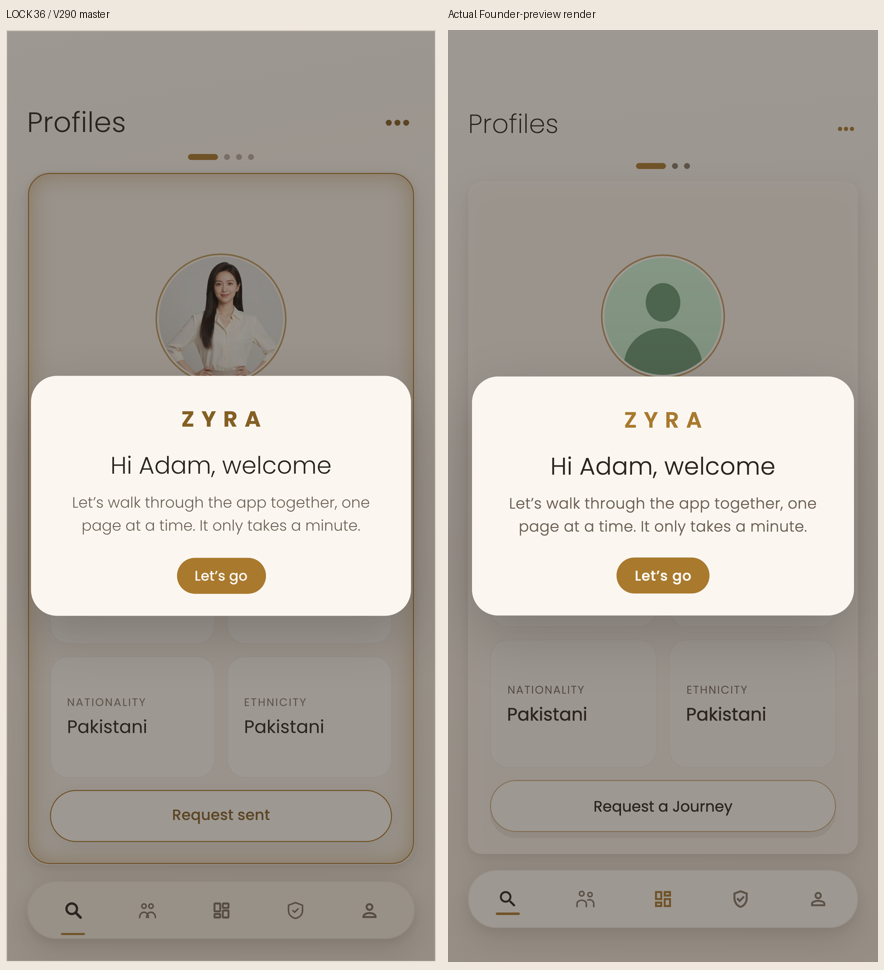 LOCK 36 / V290 master
Profiles
ZYRA
Hi Adam, welcome
Let’s walk through the app together, one
page at a time. It only takes a minute.
Let’s go
NATIONALITY
Pakistani
ETHNICITY
Pakistani
Request sent
Actual Founder-preview render
Profiles
ZYRA
Hi Adam, welcome
Let’s walk through the app together, one
page at a time. It only takes a minute.
Let’s go
NATIONALITY
Pakistani
ETHNICITY
Pakistani
Request a Journey